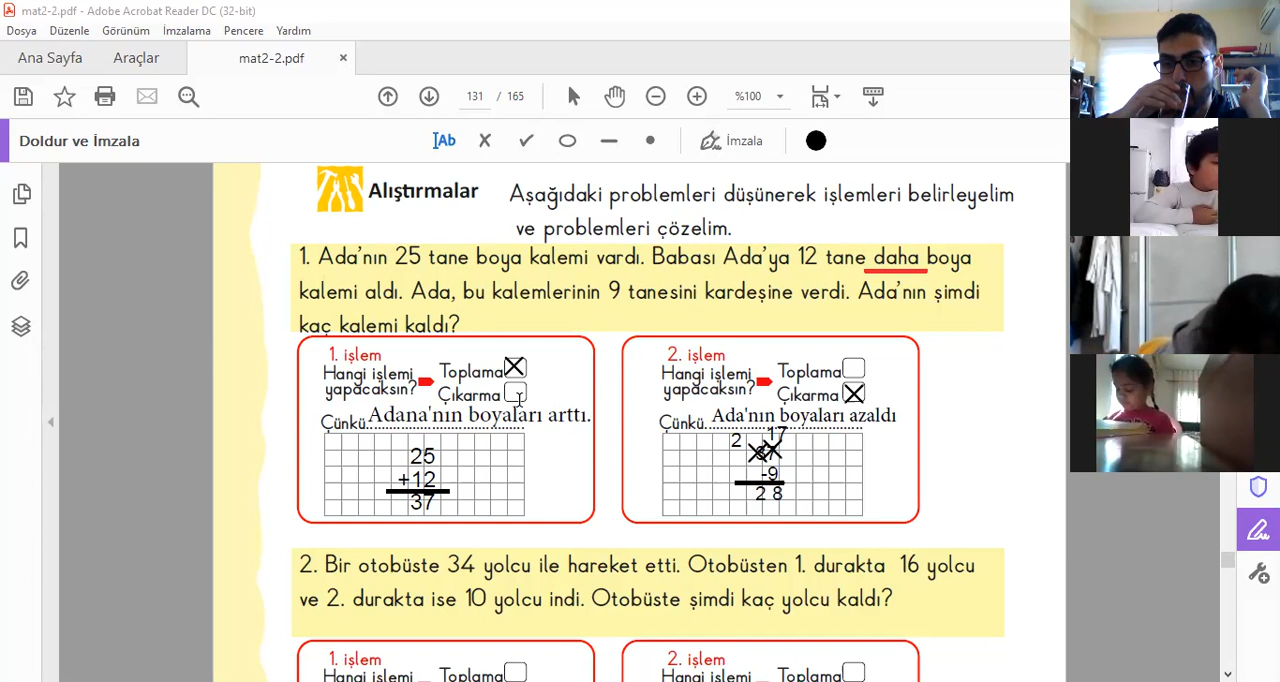 mat2-2.pdf - Adobe Acrobat Reader DC (32-bit)
Dosya Düzenle Görünüm İmzalama Pencere Yardım
Ana Sayfa Araçlar mat2-2.pdf ×
131 / 165 %100
Doldur ve İmzala Ab İmzala
Alıştırmalar Aşağıdaki problemleri düşünerek işlemleri belirleyelim
ve problemleri çözelim.
1. Ada'nın 25 tane boya kalemi vardı. Babası Ada'ya 12 tane daha boya
kalemi aldı. Ada, bu kalemlerinin 9 tanesini kardeşine verdi. Ada'nın şimdi
kaç kalemi kaldı?
1. işlem
Hangi işlemi
yapacaksın?
Toplama
Çıkarma
Çünkü Adana'nın boyaları arttı.
25
+12
37
2. işlem
Hangi işlemi
yapacaksın?
Toplama
Çıkarma
Çünkü Ada'nın boyaları azaldı
2 17
37
-9
2 8
2. Bir otobüste 34 yolcu ile hareket etti. Otobüsten 1. durakta 16 yolcu
ve 2. durakta ise 10 yolcu indi. Otobüste şimdi kaç yolcu kaldı?
1. işlem
Hangi işlemi Toplama
2. işlem
Hangi işlemi Toplama